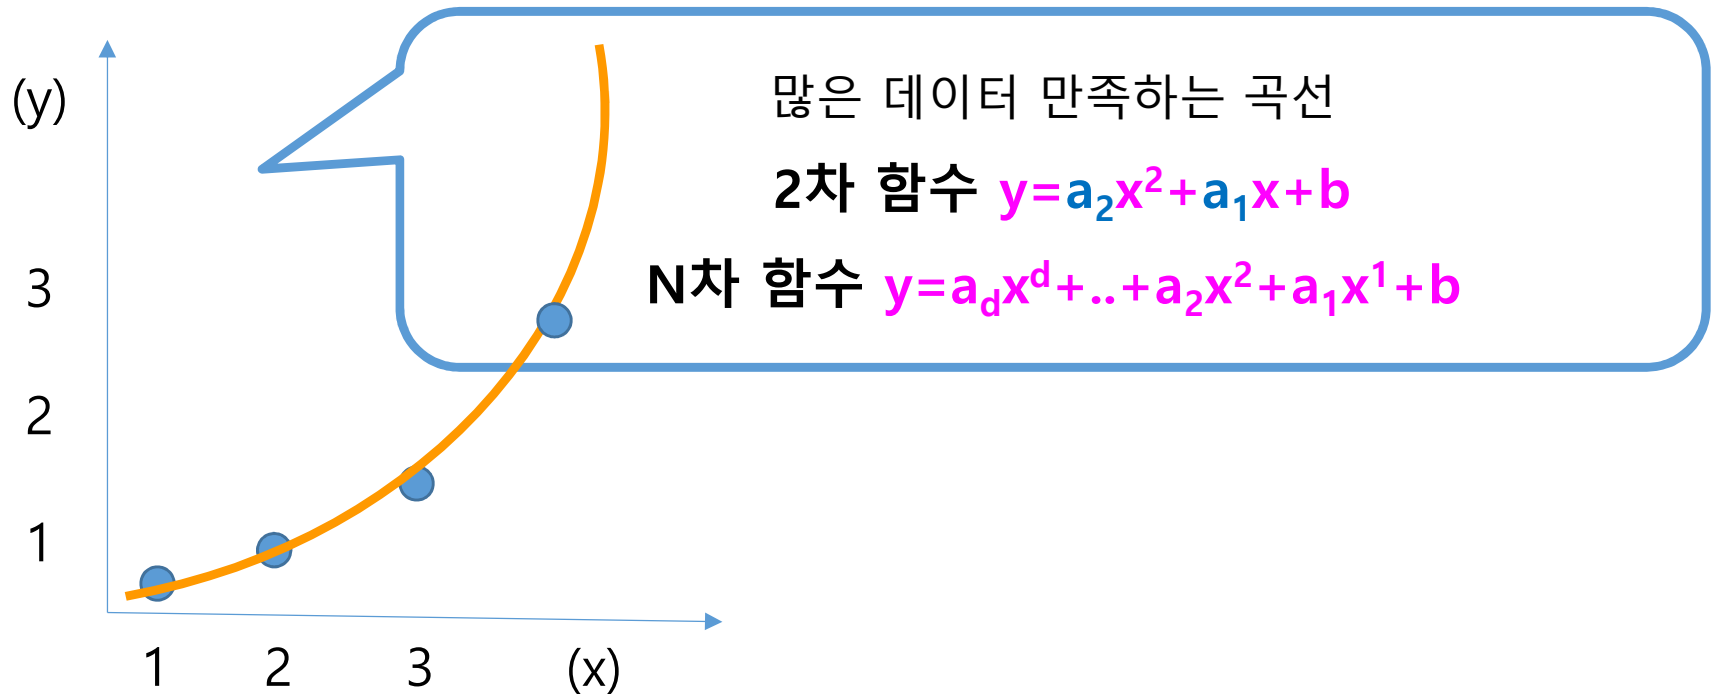 (y)
많은 데이터 만족하는 곡선
2차 함수 y=a₂x²+a₁x+b
N차 함수 y=a_dx^d+..+a₂x²+a₁x¹+b
3
2
1
1 2 3 (x)